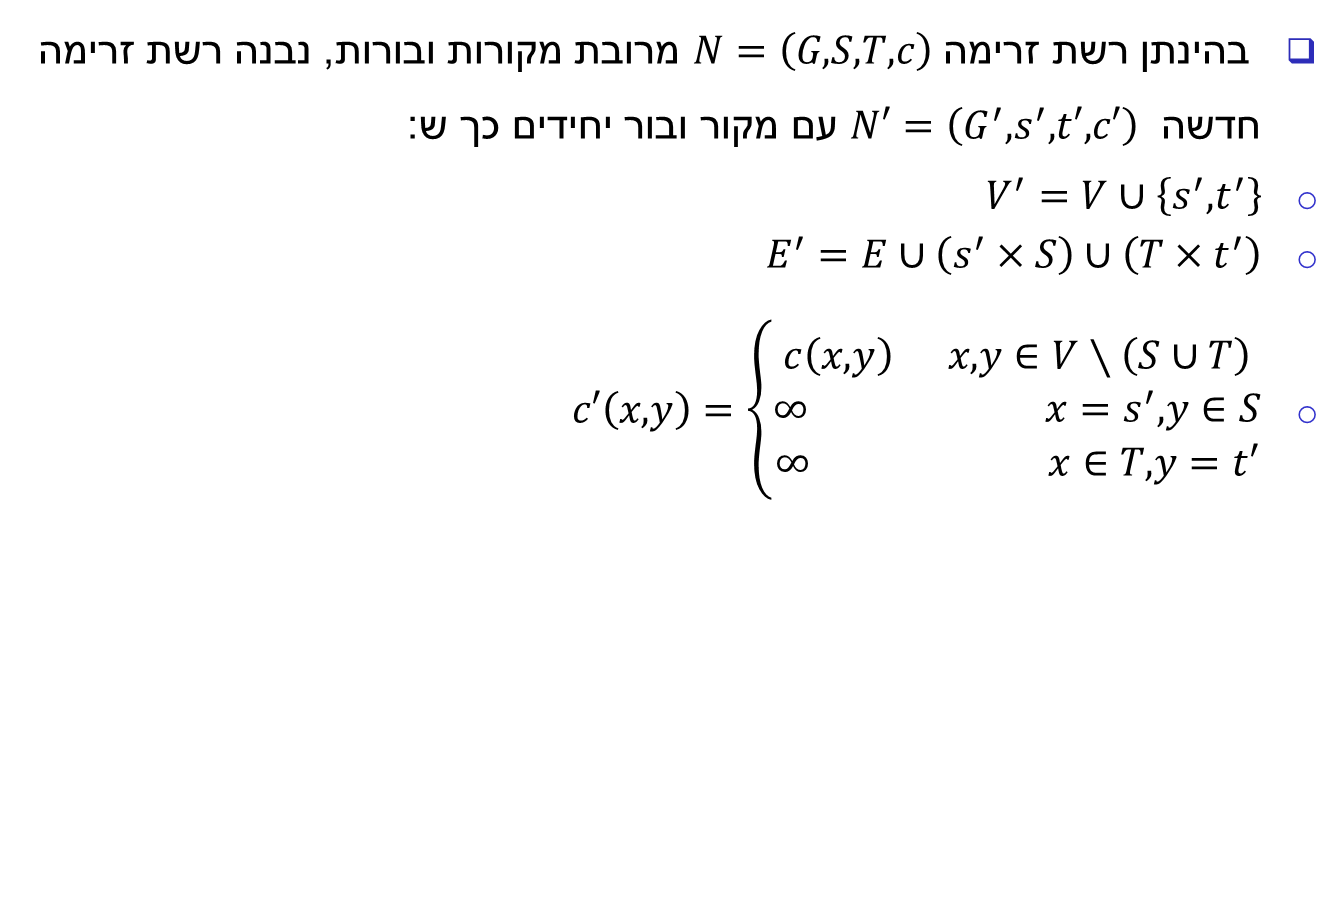 ❑ בהינתן רשת זרימה N = (G,S,T,c) מרובת מקורות ובורות, נבנה רשת זרימה
חדשה N′ = (G′,s′,t′,c′) עם מקור ובור יחידים כך ש:
○ V′ = V ∪ {s′,t′}
○ E′ = E ∪ (s′ × S) ∪ (T × t′)
○ c′(x,y) = { c(x,y) x,y ∈ V \ (S ∪ T)
∞ x = s′,y ∈ S
∞ x ∈ T,y = t′